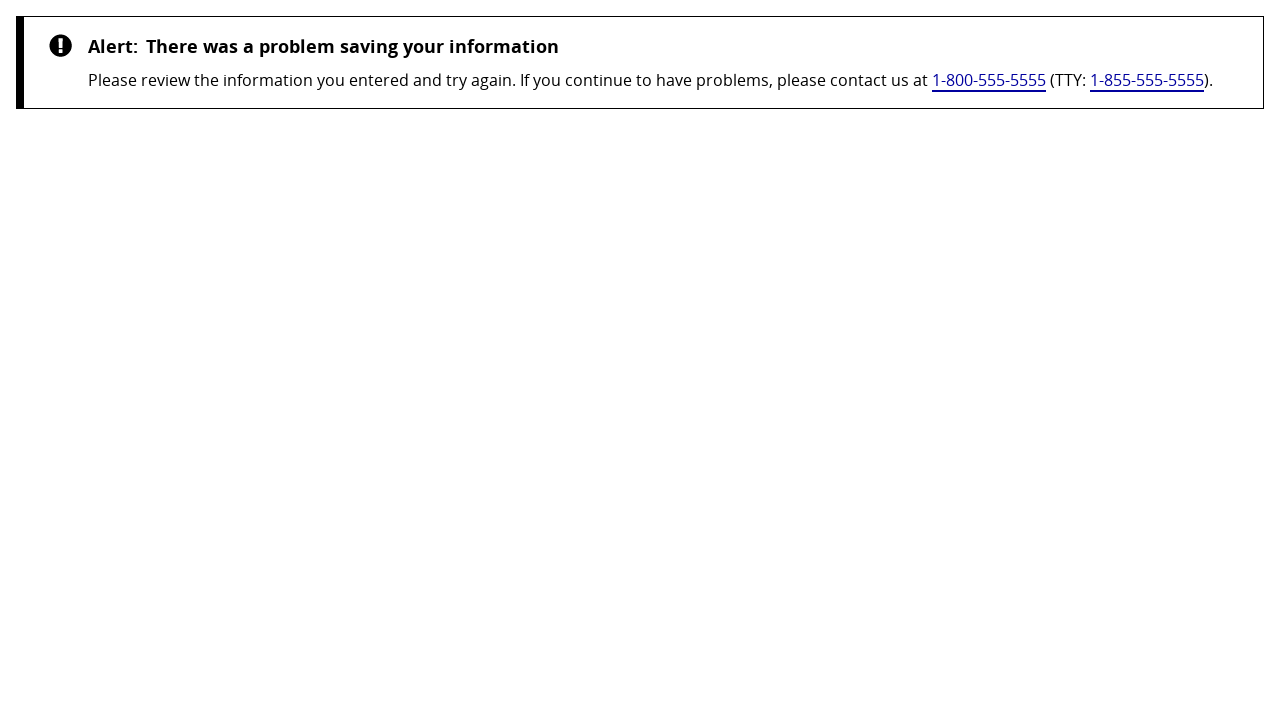 Alert: There was a problem saving your information
Please review the information you entered and try again. If you continue to have problems, please contact us at 1-800-555-5555 (TTY: 1-855-555-5555).